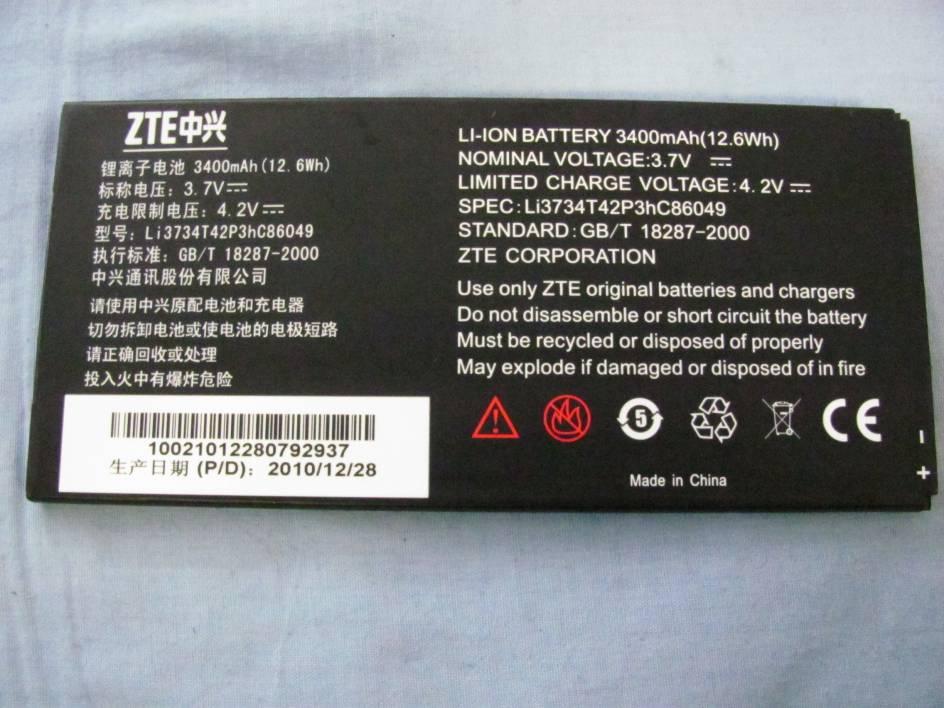 ZTE中兴
锂离子电池 3400mAh(12.6Wh)
标称电压: 3.7V
充电限制电压: 4.2V
型号: Li3734T42P3hC86049
执行标准: GB/T 18287-2000
中兴通讯股份有限公司
请使用中兴原配电池和充电器
切勿拆卸电池或使电池的电极短路
请正确回收或处理
投入火中有爆炸危险
10021012280792937
生产日期 (P/D): 2010/12/28
LI-ION BATTERY 3400mAh(12.6Wh)
NOMINAL VOLTAGE:3.7V
LIMITED CHARGE VOLTAGE:4.2V
SPEC:Li3734T42P3hC86049
STANDARD:GB/T 18287-2000
ZTE CORPORATION
Use only ZTE original batteries and chargers
Do not disassemble or short circuit the battery
Must be recycled or disposed of properly
May explode if damaged or disposed of in fire
5
CE
Made in China
-
+